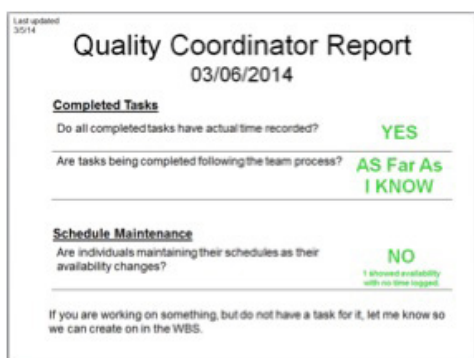 Last updated
3/5/14
Quality Coordinator Report
03/06/2014
Completed Tasks
Do all completed tasks have actual time recorded?
YES
Are tasks being completed following the team process?
AS Far As
I KNOW
Schedule Maintenance
Are individuals maintaining their schedules as their
availability changes?
NO
1 showed availability
with no time logged.
If you are working on something, but do not have a task for it, let me know so
we can create on in the WBS.